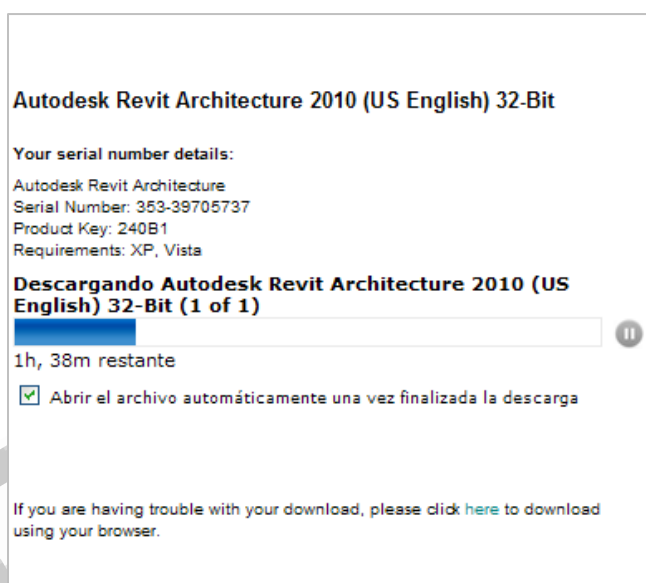 Autodesk Revit Architecture 2010 (US English) 32-Bit
Your serial number details:
Autodesk Revit Architecture
Serial Number: 353-39705737
Product Key: 240B1
Requirements: XP, Vista
Descargando Autodesk Revit Architecture 2010 (US
English) 32-Bit (1 of 1)
1h, 38m restante
Abrir el archivo automáticamente una vez finalizada la descarga
If you are having trouble with your download, please click here to download
using your browser.